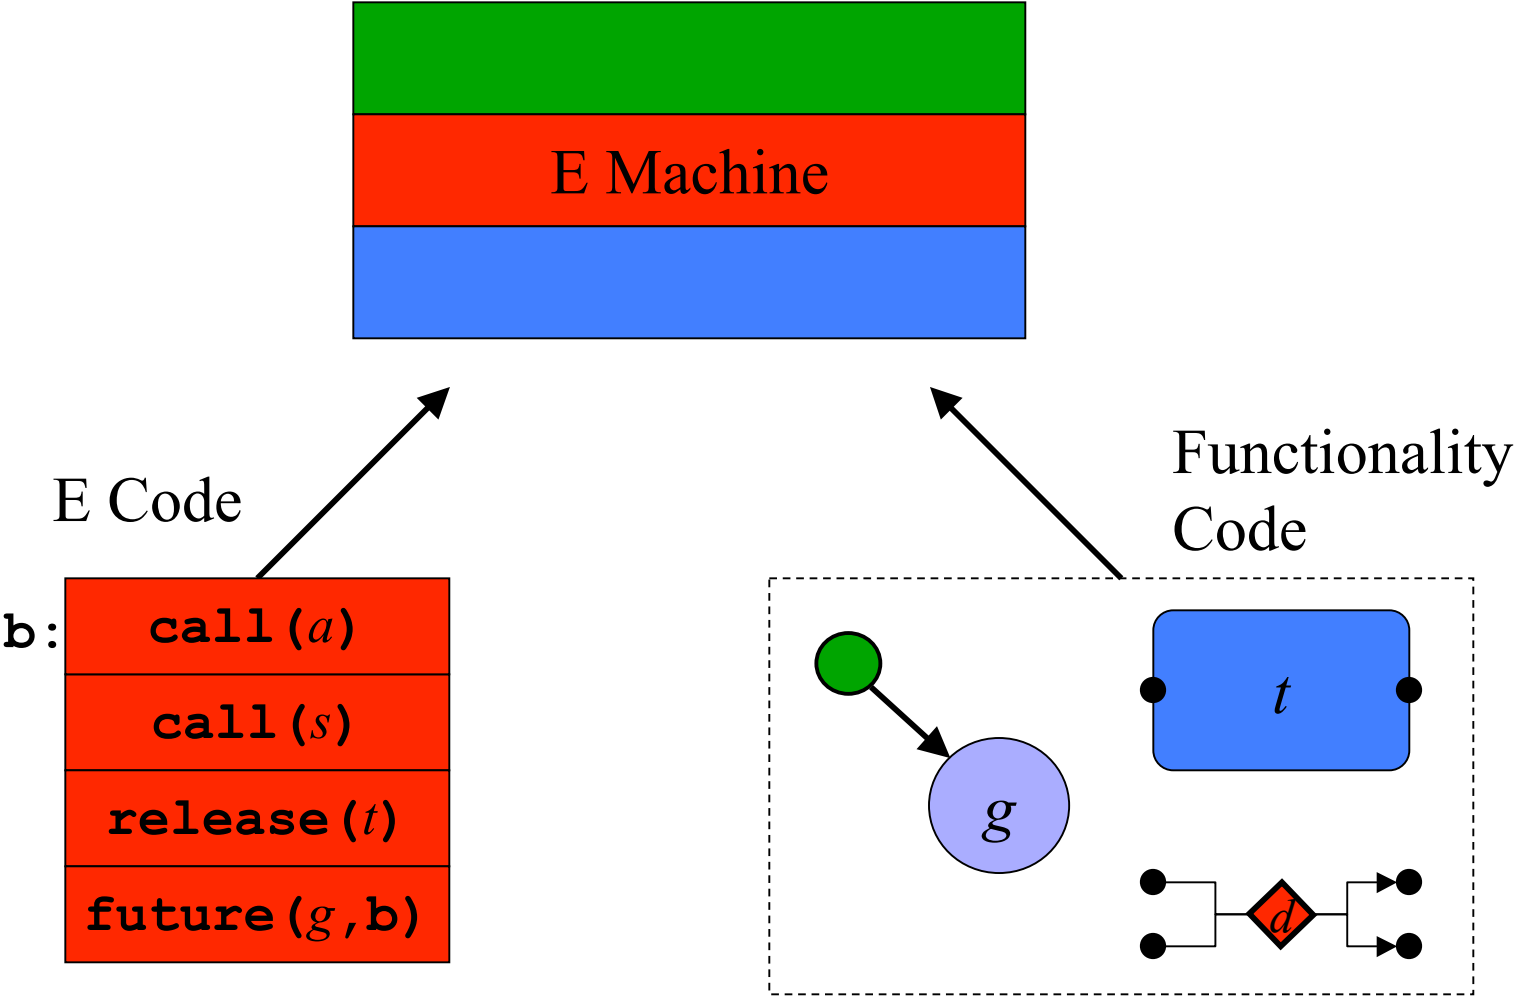 E Machine
E Code
Functionality
Code
b:
call(a)
call(s)
release(t)
future(g,b)
t
g
d